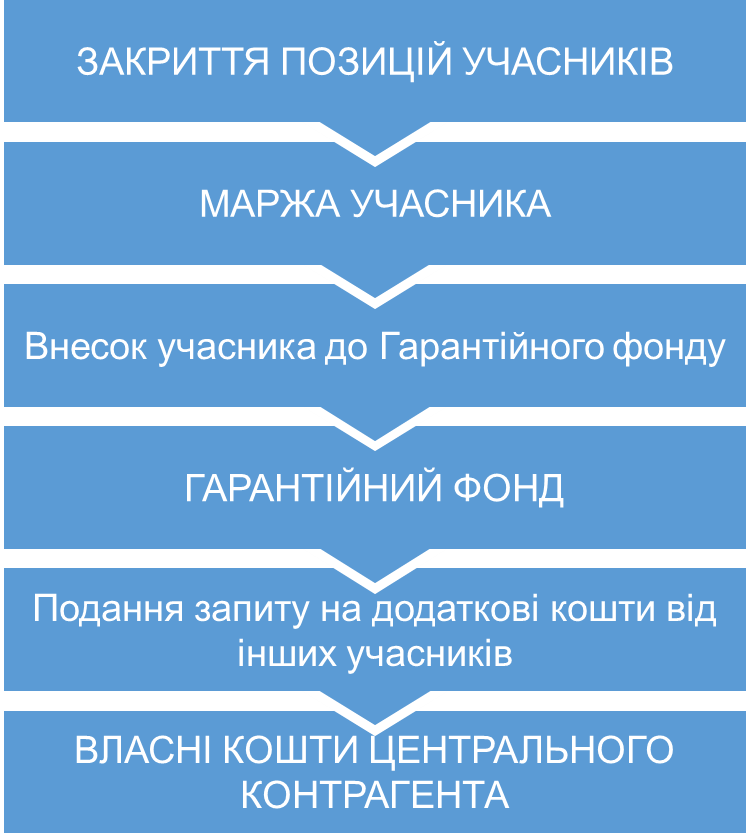 ЗАКРИТТЯ ПОЗИЦІЙ УЧАСНИКІВ
МАРЖА УЧАСНИКА
Внесок учасника до Гарантійного фонду
ГАРАНТІЙНИЙ ФОНД
Подання запиту на додаткові кошти від
інших учасників
ВЛАСНІ КОШТИ ЦЕНТРАЛЬНОГО
КОНТРАГЕНТА